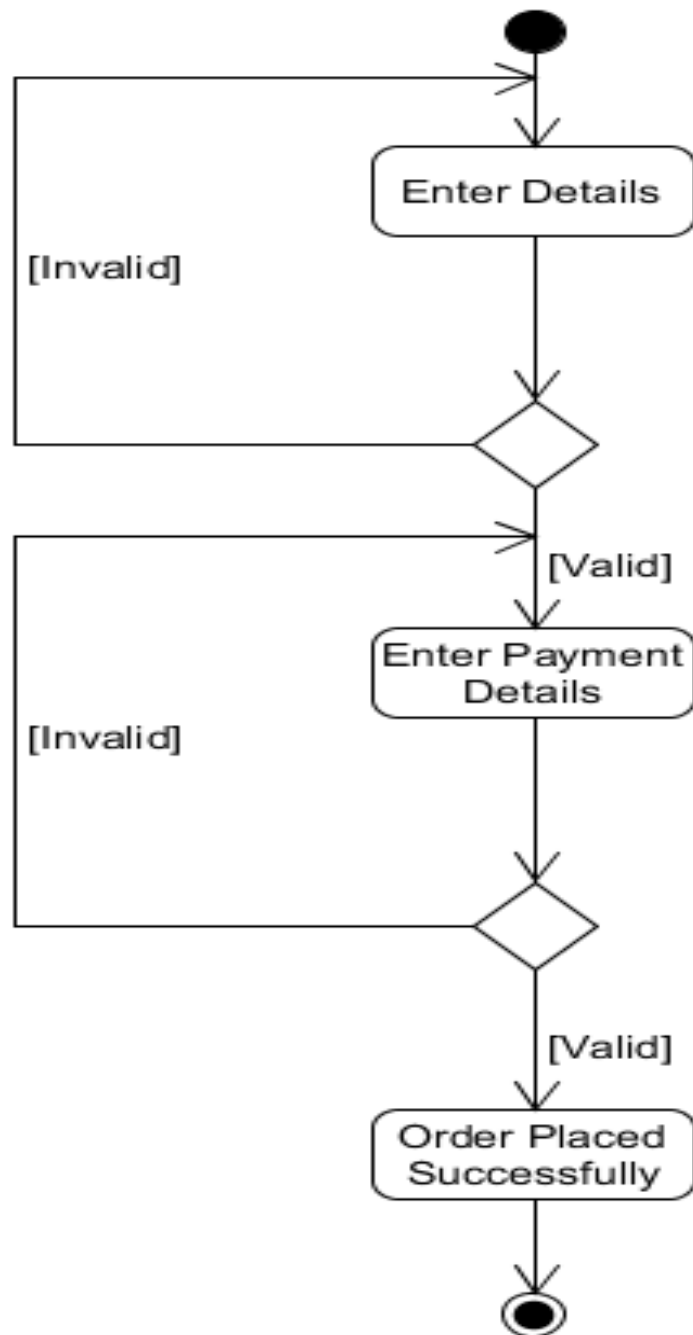 Enter Details
[Invalid]
[Valid]
Enter Payment
Details
[Invalid]
[Valid]
Order Placed
Successfully